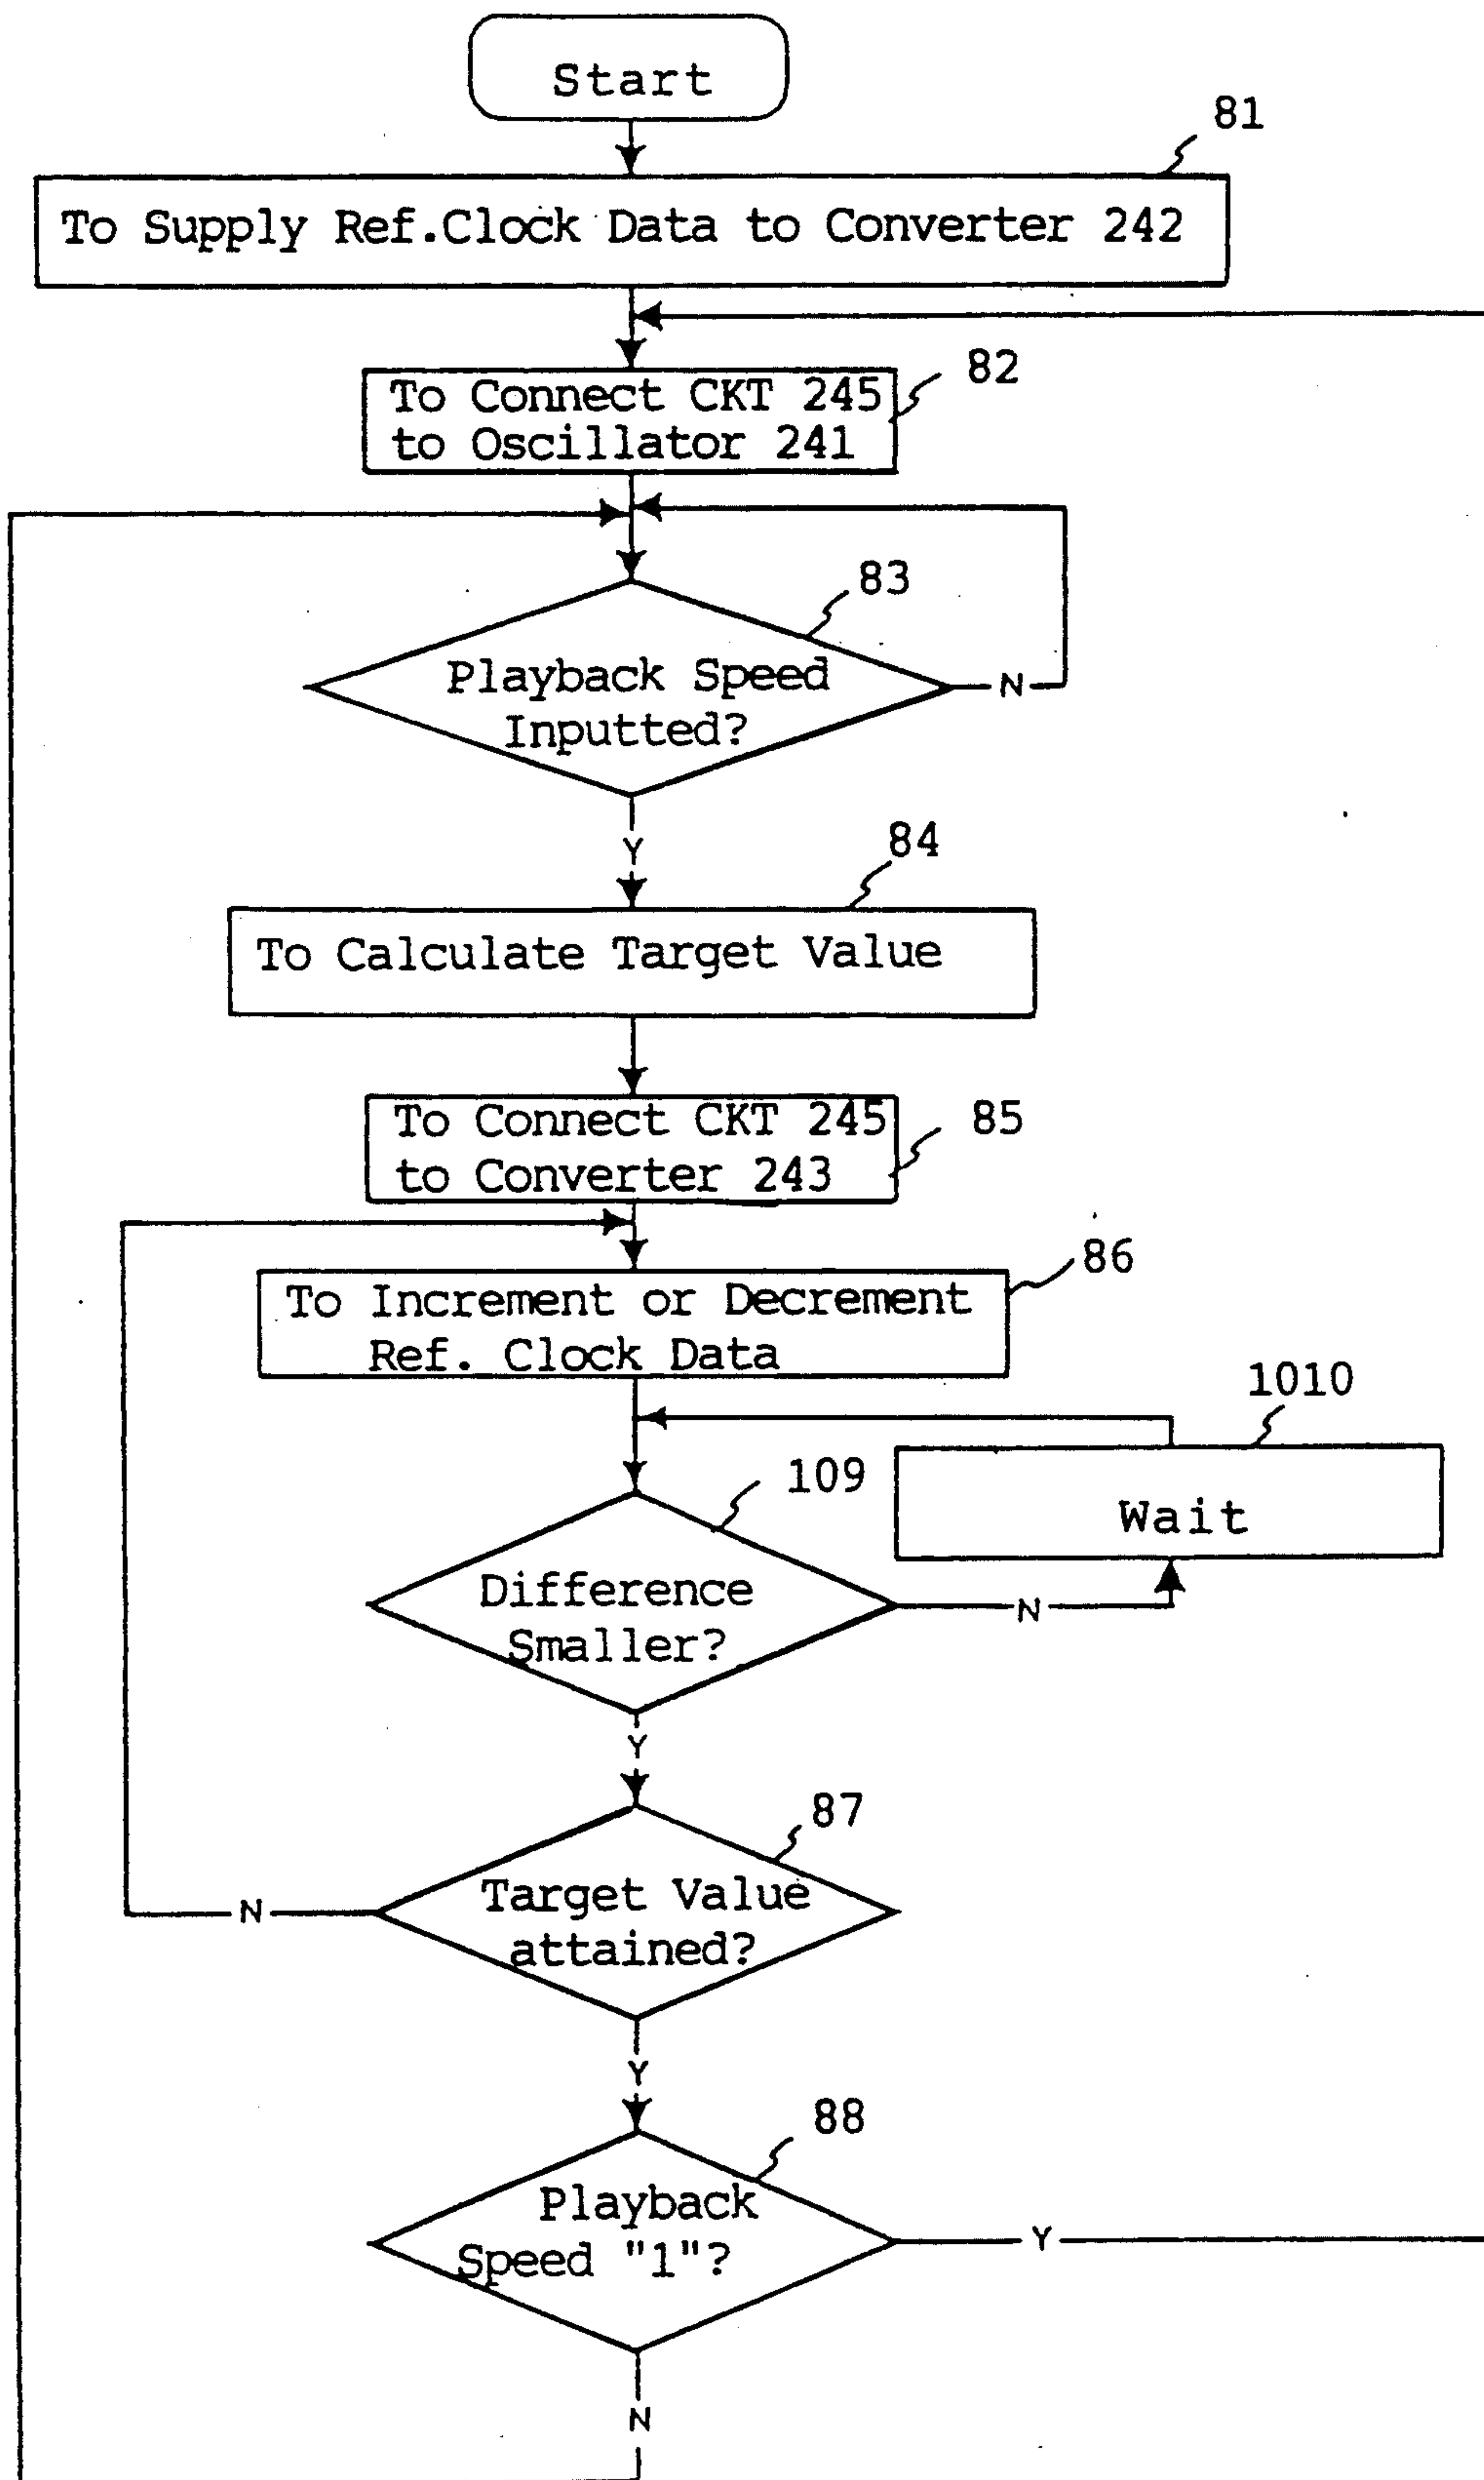 Start
81
To Supply Ref.Clock Data to Converter 242
82
To Connect CKT 245
to Oscillator 241
83
Playback Speed
Inputted?
N
Y
84
To Calculate Target Value
85
To Connect CKT 245
to Converter 243
86
To Increment or Decrement
Ref. Clock Data
1010
Wait
109
Difference
Smaller?
N
Y
87
Target Value
attained?
N
Y
88
Playback
Speed "1"?
Y
N